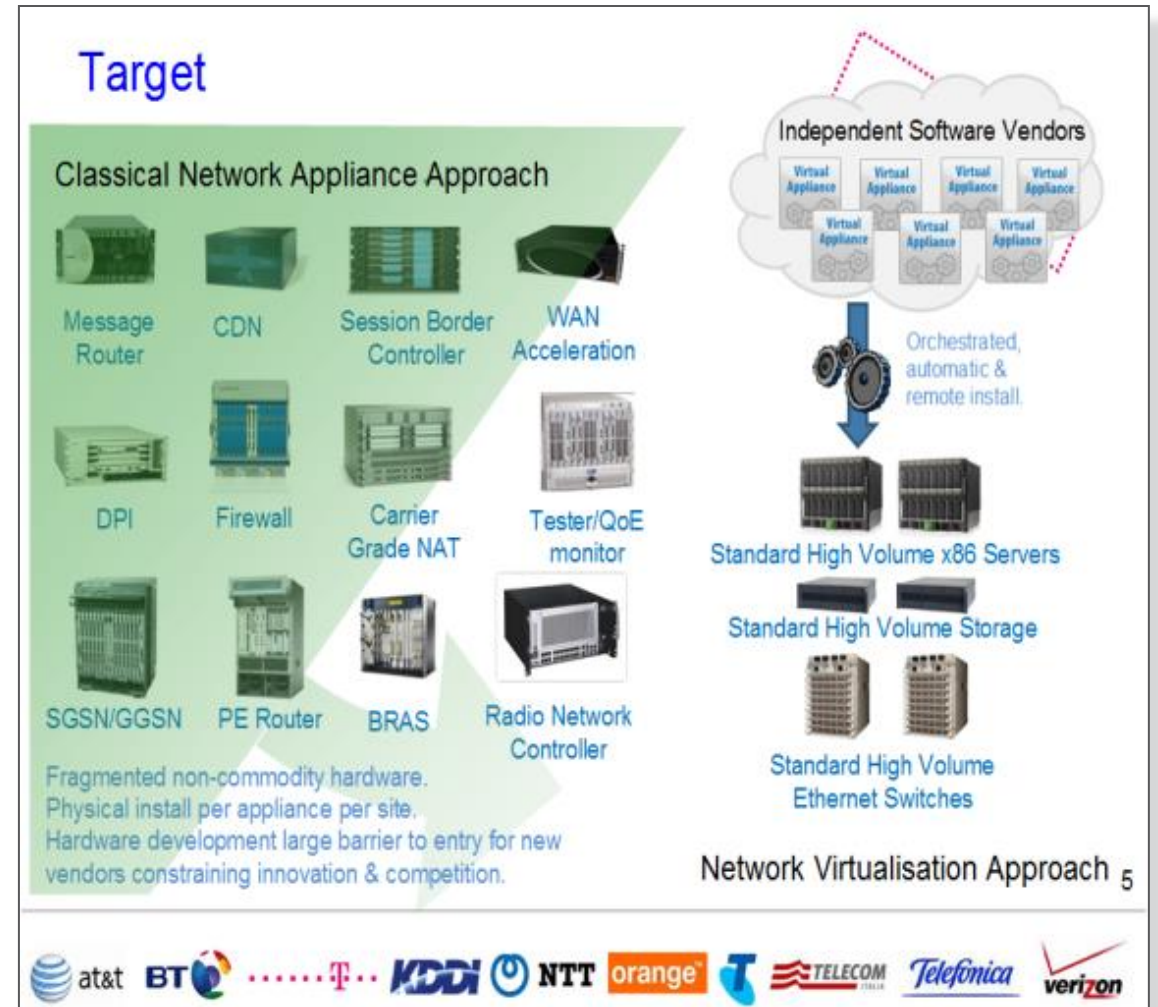 Target
Classical Network Appliance Approach
Message
Router
CDN
Session Border
Controller
WAN
Acceleration
DPI
Firewall
Carrier
Grade NAT
Tester/QoE
monitor
SGSN/GGSN
PE Router
BRAS
Radio Network
Controller
Fragmented non-commodity hardware.
Physical install per appliance per site.
Hardware development large barrier to entry for new
vendors constraining innovation & competition.
Independent Software Vendors
Virtual
Appliance
Virtual
Appliance
Virtual
Appliance
Virtual
Appliance
Virtual
Appliance
Virtual
Appliance
Virtual
Appliance
Orchestrated,
automatic &
remote install.
Standard High Volume x86 Servers
Standard High Volume Storage
Standard High Volume
Ethernet Switches
Network Virtualisation Approach 5
at&t BT T KDDI NTT orange T TELECOM ITALIA Telefónica verizon